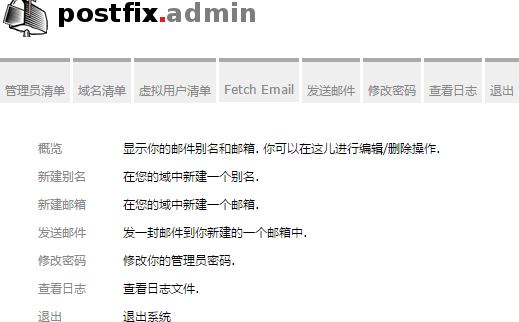 postfix.admin
管理员清单 域名清单 虚拟用户清单 Fetch Email 发送邮件 修改密码 查看日志 退出
概览 显示你的邮件别名和邮箱. 你可以在这儿进行编辑/删除操作.
新建别名 在您的域中新建一个别名.
新建邮箱 在您的域中新建一个邮箱.
发送邮件 发一封邮件到你新建的一个邮箱中.
修改密码 修改你的管理员密码.
查看日志 查看日志文件.
退出 退出系统